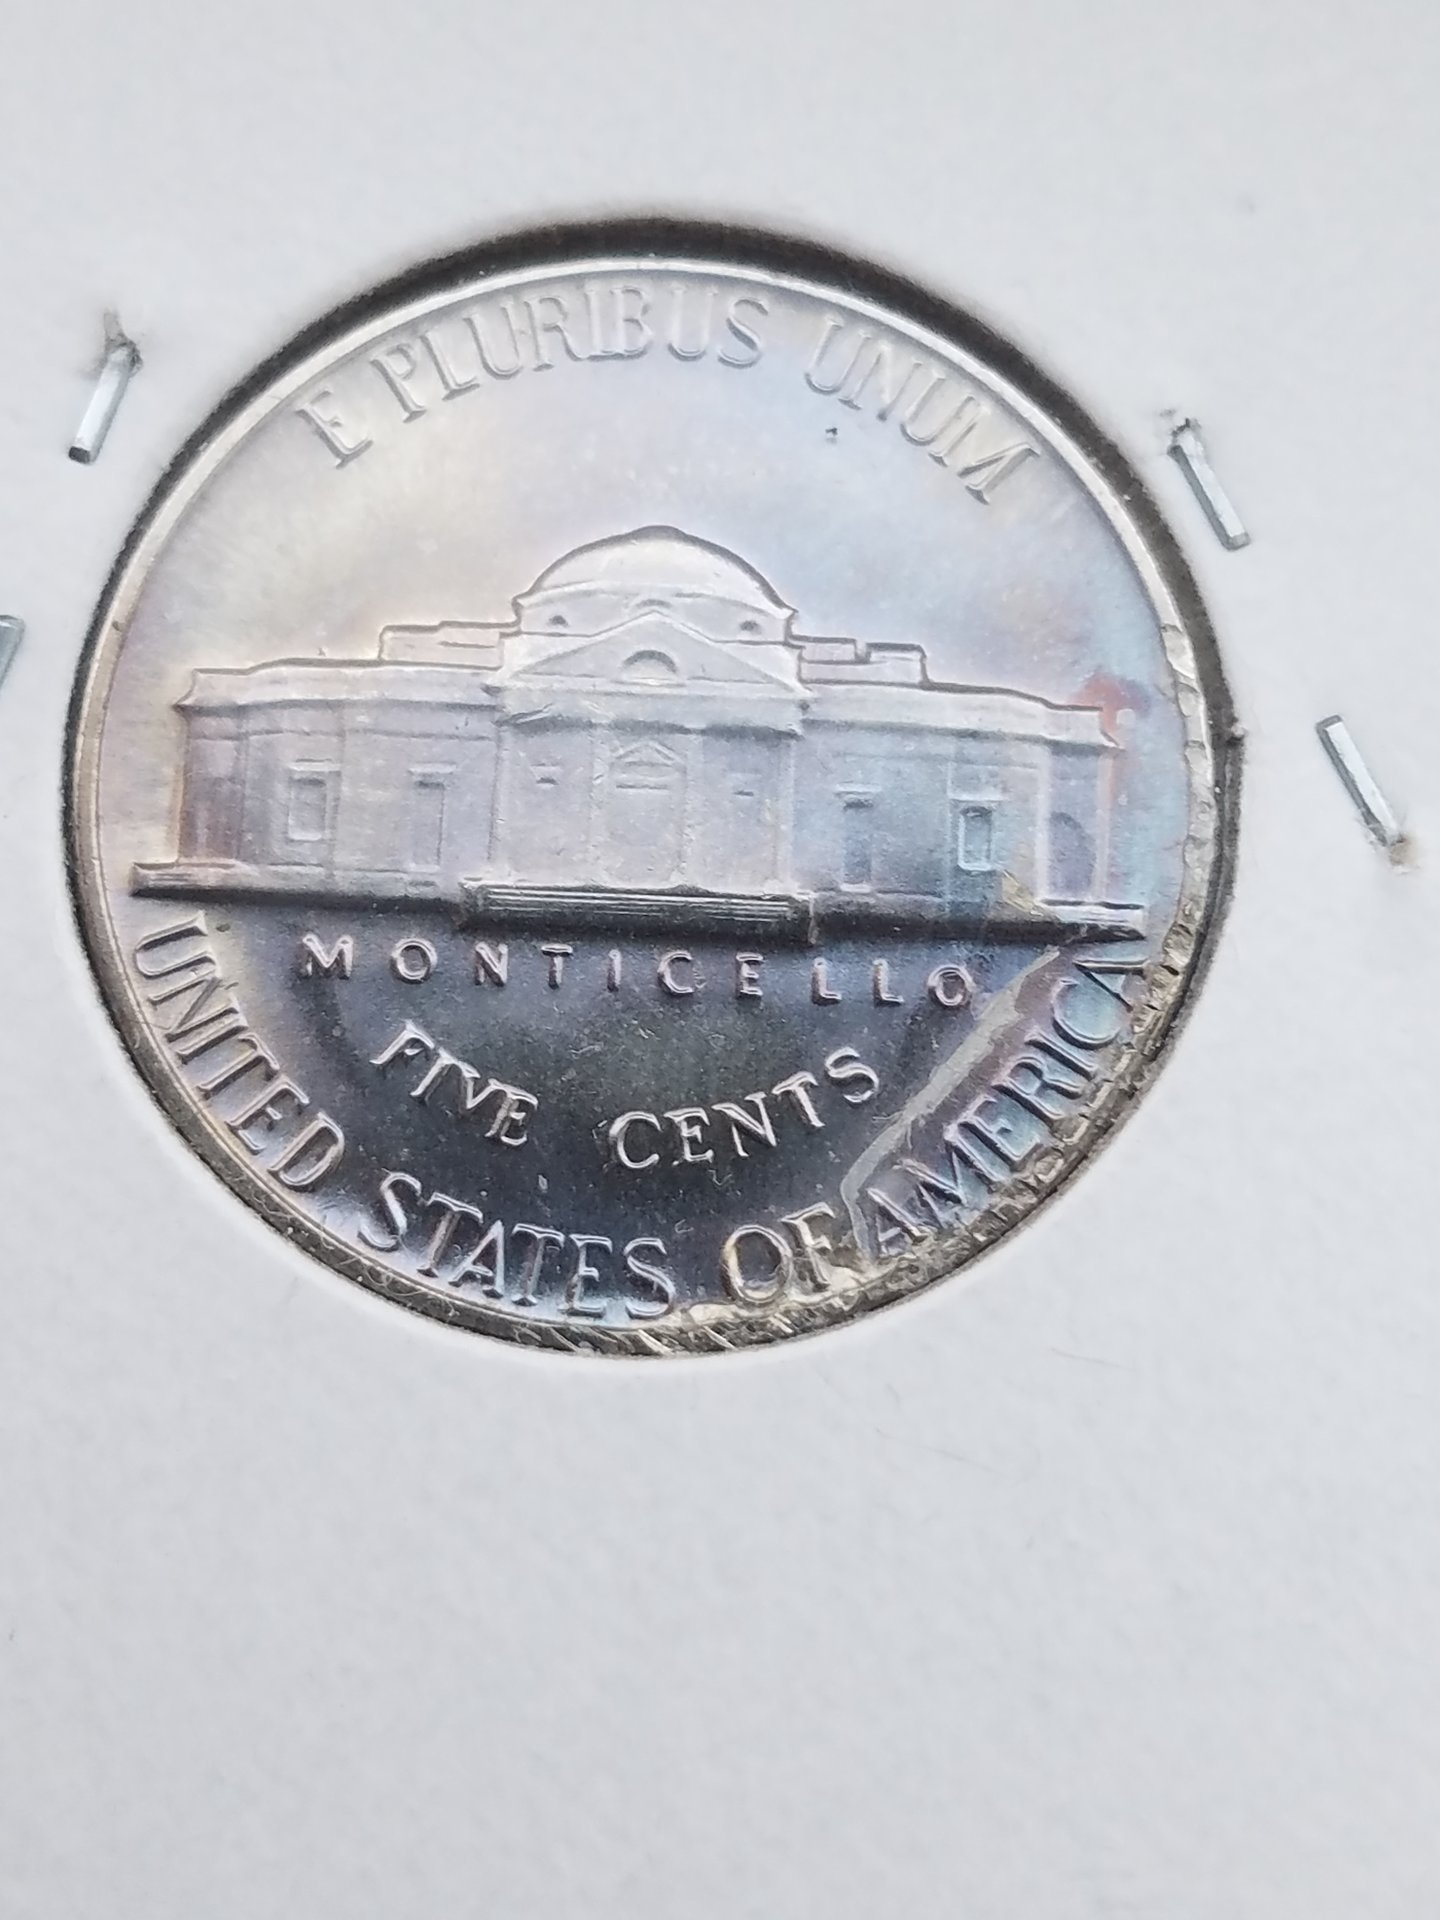 E PLURIBUS UNUM
MONTICELLO
FIVE CENTS
UNITED STATES OF AMERICA